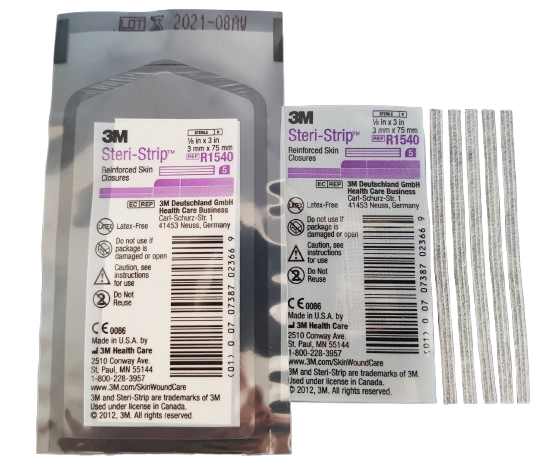 LOT 2021-08AW
3M
STERILE R
1/8 in x 3 in
3 mm x 75 mm
Steri-Strip™
REF R1540
Reinforced Skin
Closures
5
EC REP
3M Deutschland GmbH
Health Care Business
Carl-Schurz-Str. 1
41453 Neuss, Germany
Latex-Free
Do not use if
package is
damaged or open
Caution, see
instructions
for use
Do Not
Reuse
CE 0086
Made in U.S.A. by
3M Health Care
2510 Conway Ave.
St. Paul, MN 55144
1-800-228-3957
www.3M.com/SkinWoundCare
3M and Steri-Strip are trademarks of 3M.
Used under license in Canada.
© 2012, 3M. All rights reserved.
(01) 0 07 07387 02366 9
3M
STERILE R
1/8 in x 3 in
3 mm x 75 mm
Steri-Strip™
REF R1540
Reinforced Skin
Closures
5
EC REP
3M Deutschland GmbH
Health Care Business
Carl-Schurz-Str. 1
41453 Neuss, Germany
Latex-Free
Do not use if
package is
damaged or open
Caution, see
instructions
for use
Do Not
Reuse
CE 0086
Made in U.S.A. by
3M Health Care
2510 Conway Ave.
St. Paul, MN 55144
1-800-228-3957
www.3M.com/SkinWoundCare
3M and Steri-Strip are trademarks of 3M.
Used under license in Canada.
© 2012, 3M. All rights reserved.
(01) 0 07 07387 02366 9